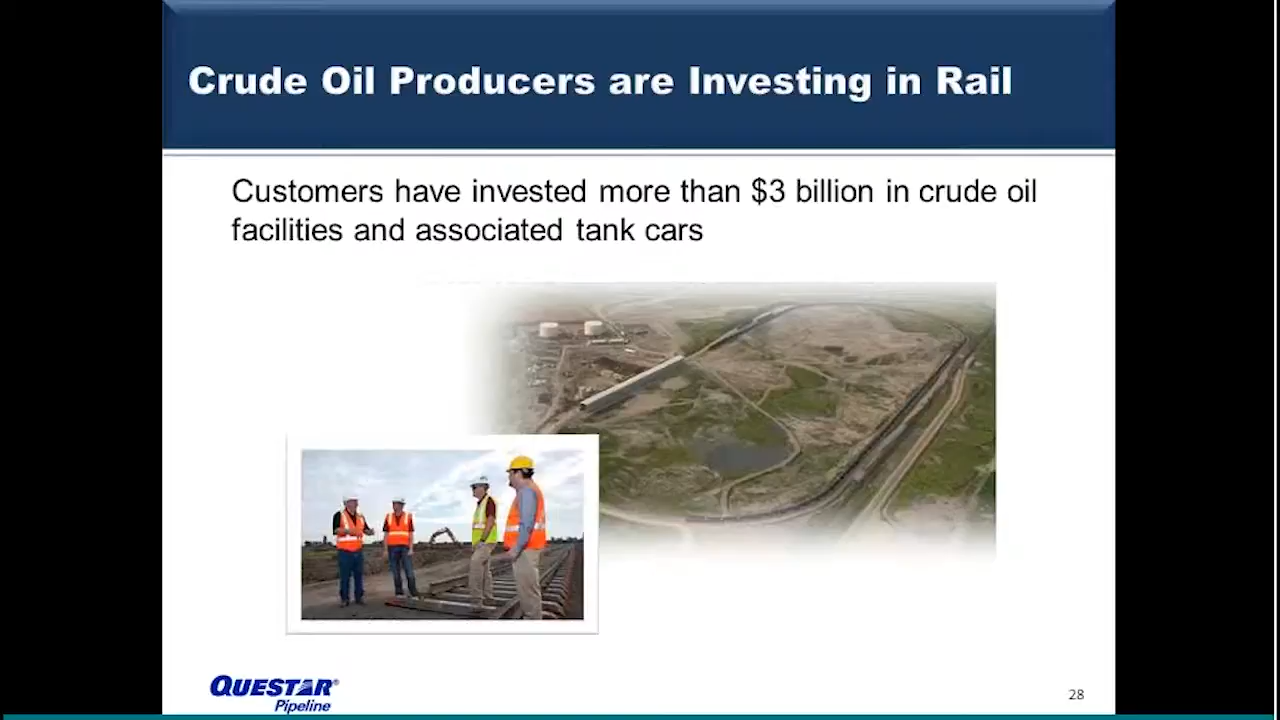 Crude Oil Producers are Investing in Rail
Customers have invested more than $3 billion in crude oil
facilities and associated tank cars
QUESTAR®
Pipeline
28